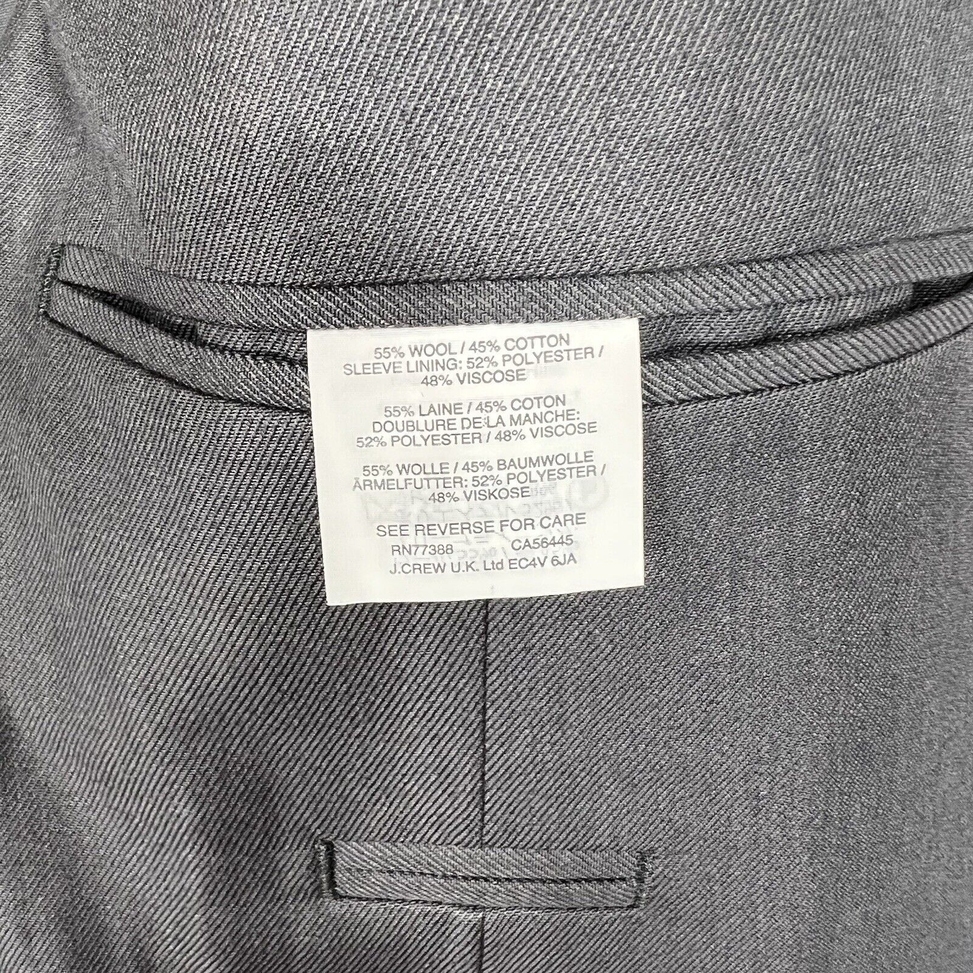 55% WOOL / 45% COTTON
SLEEVE LINING: 52% POLYESTER /
48% VISCOSE
55% LAINE / 45% COTON
DOUBLURE DE LA MANCHE:
52% POLYESTER / 48% VISCOSE
55% WOLLE / 45% BAUMWOLLE
ÄRMELFUTTER: 52% POLYESTER /
48% VISKOSE
SEE REVERSE FOR CARE
RN77388 CA56445
J.CREW U.K. Ltd EC4V 6JA